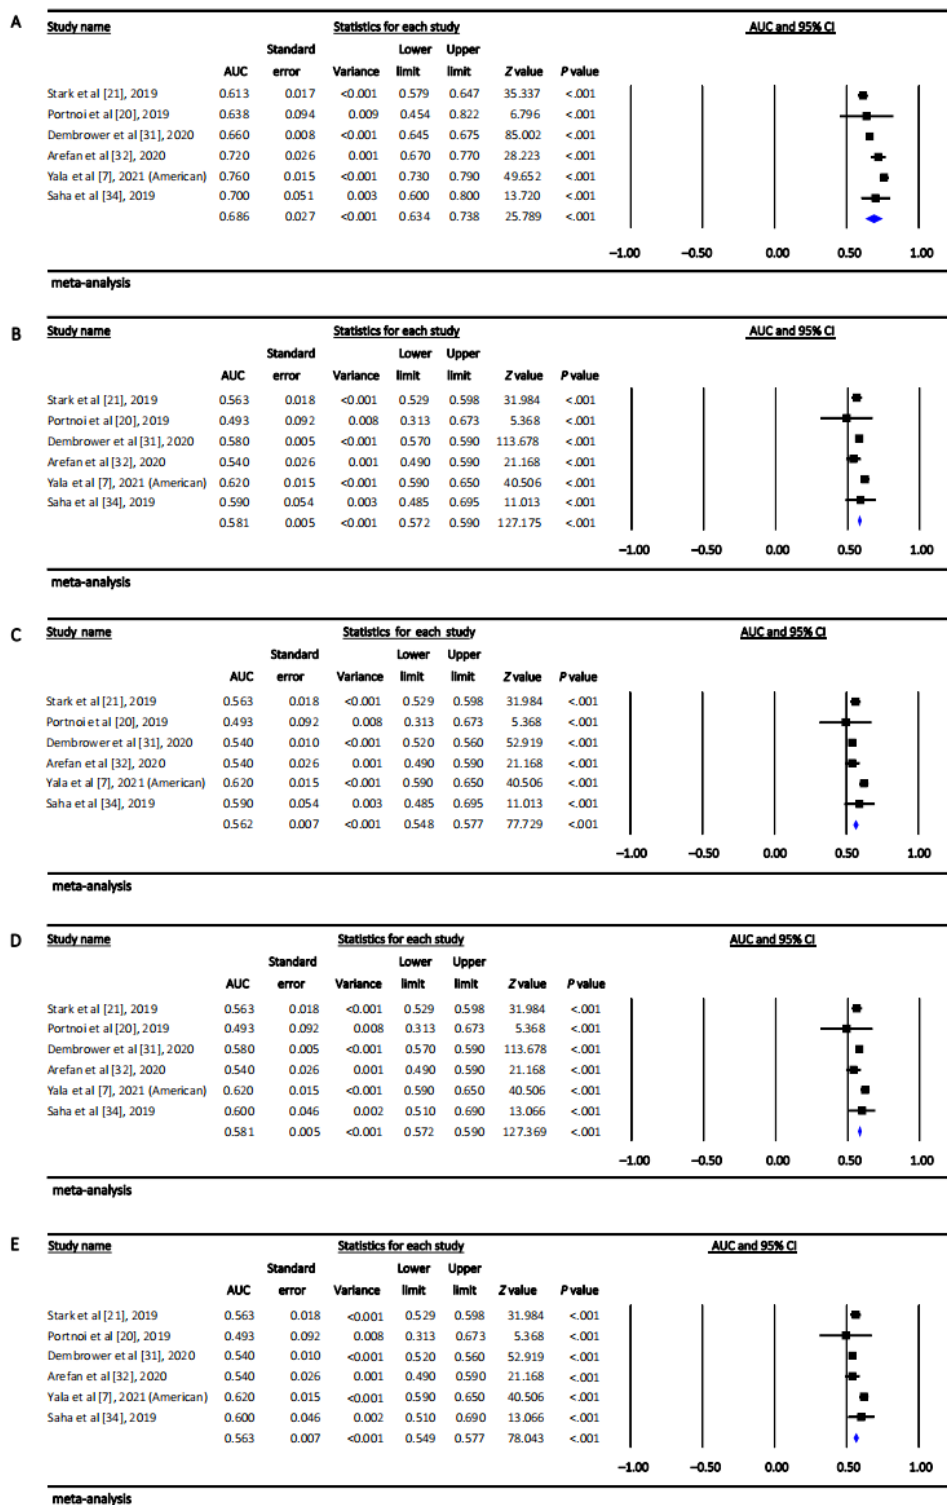 A
Study name Statistics for each study AUC and 95% CI
Standard Lower Upper
AUC error Variance limit limit Z value P value
Stark et al [21], 2019 0.613 0.017 <0.001 0.579 0.647 35.337 <.001
Portnoi et al [20], 2019 0.638 0.094 0.009 0.454 0.822 6.796 <.001
Dembrower et al [31], 2020 0.660 0.008 <0.001 0.645 0.675 85.002 <.001
Arefan et al [32], 2020 0.720 0.026 0.001 0.670 0.770 28.223 <.001
Yala et al [7], 2021 (American) 0.760 0.015 <0.001 0.730 0.790 49.652 <.001
Saha et al [34], 2019 0.700 0.051 0.003 0.600 0.800 13.720 <.001
0.686 0.027 <0.001 0.634 0.738 25.789 <.001
−1.00 −0.50 0.00 0.50 1.00
meta-analysis
B
Study name Statistics for each study AUC and 95% CI
Standard Lower Upper
AUC error Variance limit limit Z value P value
Stark et al [21], 2019 0.563 0.018 <0.001 0.529 0.598 31.984 <.001
Portnoi et al [20], 2019 0.493 0.092 0.008 0.313 0.673 5.368 <.001
Dembrower et al [31], 2020 0.580 0.005 <0.001 0.570 0.590 113.678 <.001
Arefan et al [32], 2020 0.540 0.026 0.001 0.490 0.590 21.168 <.001
Yala et al [7], 2021 (American) 0.620 0.015 <0.001 0.590 0.650 40.506 <.001
Saha et al [34], 2019 0.590 0.054 0.003 0.485 0.695 11.013 <.001
0.581 0.005 <0.001 0.572 0.590 127.175 <.001
−1.00 −0.50 0.00 0.50 1.00
meta-analysis
C
Study name Statistics for each study AUC and 95% CI
Standard Lower Upper
AUC error Variance limit limit Z value P value
Stark et al [21], 2019 0.563 0.018 <0.001 0.529 0.598 31.984 <.001
Portnoi et al [20], 2019 0.493 0.092 0.008 0.313 0.673 5.368 <.001
Dembrower et al [31], 2020 0.540 0.010 <0.001 0.520 0.560 52.919 <.001
Arefan et al [32], 2020 0.540 0.026 0.001 0.490 0.590 21.168 <.001
Yala et al [7], 2021 (American) 0.620 0.015 <0.001 0.590 0.650 40.506 <.001
Saha et al [34], 2019 0.590 0.054 0.003 0.485 0.695 11.013 <.001
0.562 0.007 <0.001 0.548 0.577 77.729 <.001
−1.00 −0.50 0.00 0.50 1.00
meta-analysis
D
Study name Statistics for each study AUC and 95% CI
Standard Lower Upper
AUC error Variance limit limit Z value P value
Stark et al [21], 2019 0.563 0.018 <0.001 0.529 0.598 31.984 <.001
Portnoi et al [20], 2019 0.493 0.092 0.008 0.313 0.673 5.368 <.001
Dembrower et al [31], 2020 0.580 0.005 <0.001 0.570 0.590 113.678 <.001
Arefan et al [32], 2020 0.540 0.026 0.001 0.490 0.590 21.168 <.001
Yala et al [7], 2021 (American) 0.620 0.015 <0.001 0.590 0.650 40.506 <.001
Saha et al [34], 2019 0.600 0.046 0.002 0.510 0.690 13.066 <.001
0.581 0.005 <0.001 0.572 0.590 127.369 <.001
−1.00 −0.50 0.00 0.50 1.00
meta-analysis
E
Study name Statistics for each study AUC and 95% CI
Standard Lower Upper
AUC error Variance limit limit Z value P value
Stark et al [21], 2019 0.563 0.018 <0.001 0.529 0.598 31.984 <.001
Portnoi et al [20], 2019 0.493 0.092 0.008 0.313 0.673 5.368 <.001
Dembrower et al [31], 2020 0.540 0.010 <0.001 0.520 0.560 52.919 <.001
Arefan et al [32], 2020 0.540 0.026 0.001 0.490 0.590 21.168 <.001
Yala et al [7], 2021 (American) 0.620 0.015 <0.001 0.590 0.650 40.506 <.001
Saha et al [34], 2019 0.600 0.046 0.002 0.510 0.690 13.066 <.001
0.563 0.007 <0.001 0.549 0.577 78.043 <.001
−1.00 −0.50 0.00 0.50 1.00
meta-analysis